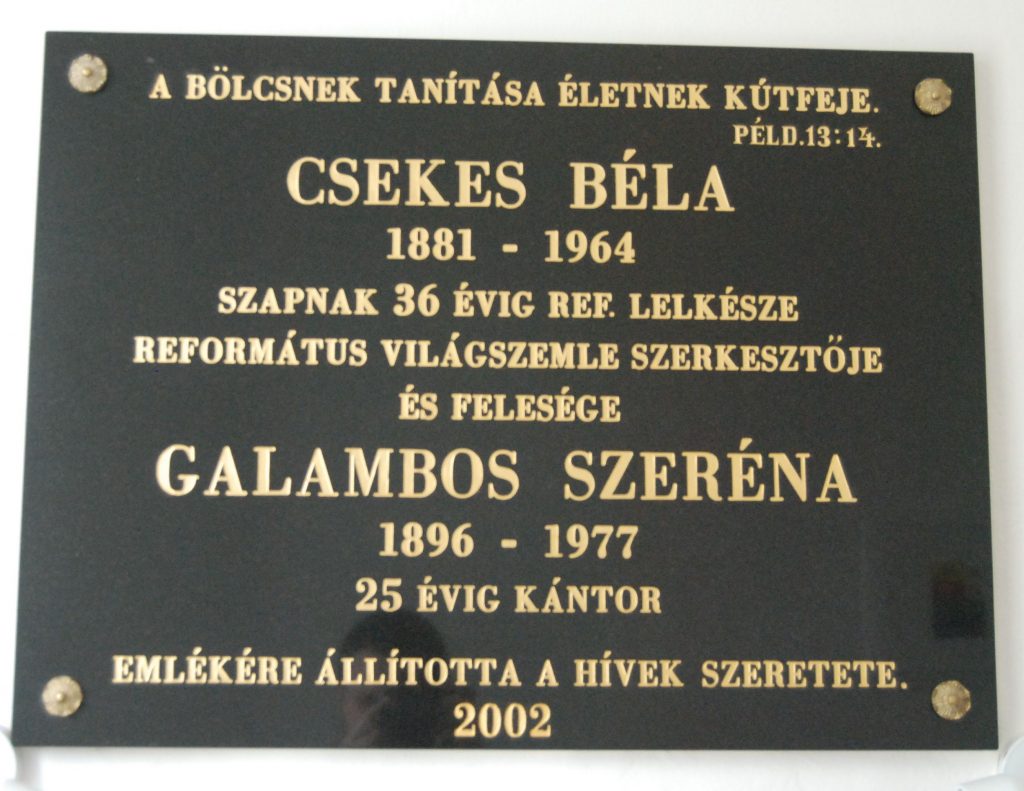 A BÖLCSNEK TANÍTÁSA ÉLETNEK KÚTFEJE.
PÉLD.13:14.
CSEKES BÉLA
1881 - 1964
SZAPNAK 36 ÉVIG REF. LELKÉSZE
REFORMÁTUS VILÁGSZEMLE SZERKESZTŐJE
ÉS FELESÉGE
GALAMBOS SZERÉNA
1896 - 1977
25 ÉVIG KÁNTOR
EMLÉKÉRE ÁLLÍTOTTA A HÍVEK SZERETETE.
2002